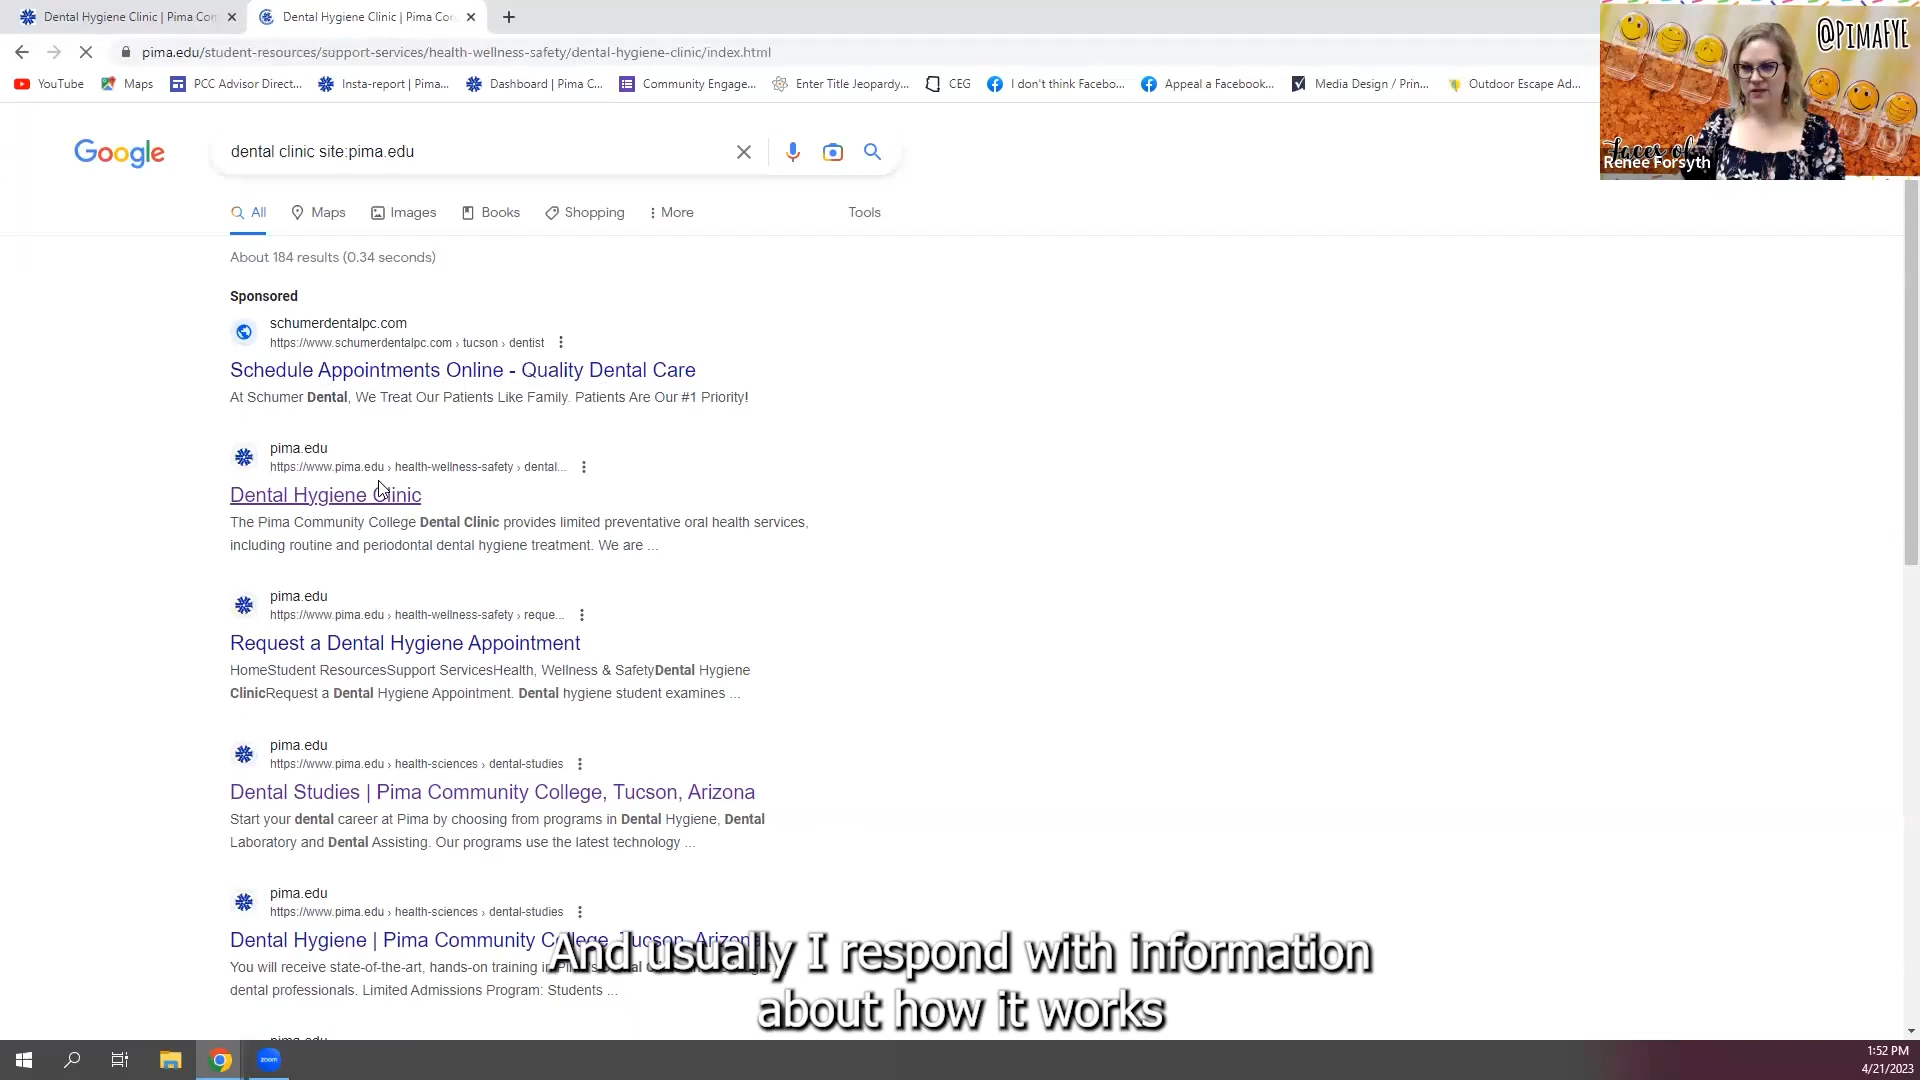 Dental Hygiene Clinic | Pima Con
Dental Hygiene Clinic | Pima Co
pima.edu/student-resources/support-services/health-wellness-safety/dental-hygiene-clinic/index.html
YouTube Maps PCC Advisor Direct... Insta-report | Pima... Dashboard | Pima C... Community Engage... Enter Title Jeopardy... CEG I don't think Facebo... Appeal a Facebook... Media Design / Prin... Outdoor Escape Ad...
@PIMAFYE
Faces of
Renee Forsyth
Google
dental clinic site:pima.edu
All Maps Images Books Shopping More Tools
About 184 results (0.34 seconds)
Sponsored
schumerdentalpc.com
https://www.schumerdentalpc.com › tucson › dentist
Schedule Appointments Online - Quality Dental Care
At Schumer Dental, We Treat Our Patients Like Family. Patients Are Our #1 Priority!
pima.edu
https://www.pima.edu › health-wellness-safety › dental...
Dental Hygiene Clinic
The Pima Community College Dental Clinic provides limited preventative oral health services,
including routine and periodontal dental hygiene treatment. We are ...
pima.edu
https://www.pima.edu › health-wellness-safety › reque...
Request a Dental Hygiene Appointment
HomeStudent ResourcesSupport ServicesHealth, Wellness & SafetyDental Hygiene
ClinicRequest a Dental Hygiene Appointment. Dental hygiene student examines ...
pima.edu
https://www.pima.edu › health-sciences › dental-studies
Dental Studies | Pima Community College, Tucson, Arizona
Start your dental career at Pima by choosing from programs in Dental Hygiene, Dental
Laboratory and Dental Assisting. Our programs use the latest technology ...
pima.edu
https://www.pima.edu › health-sciences › dental-studies
Dental Hygiene | Pima Community College, Tucson, Arizona
You will receive state-of-the-art, hands-on training in
dental professionals. Limited Admissions Program: Students ...
And usually I respond with information
about how it works
zoom
1:52 PM
4/21/2023